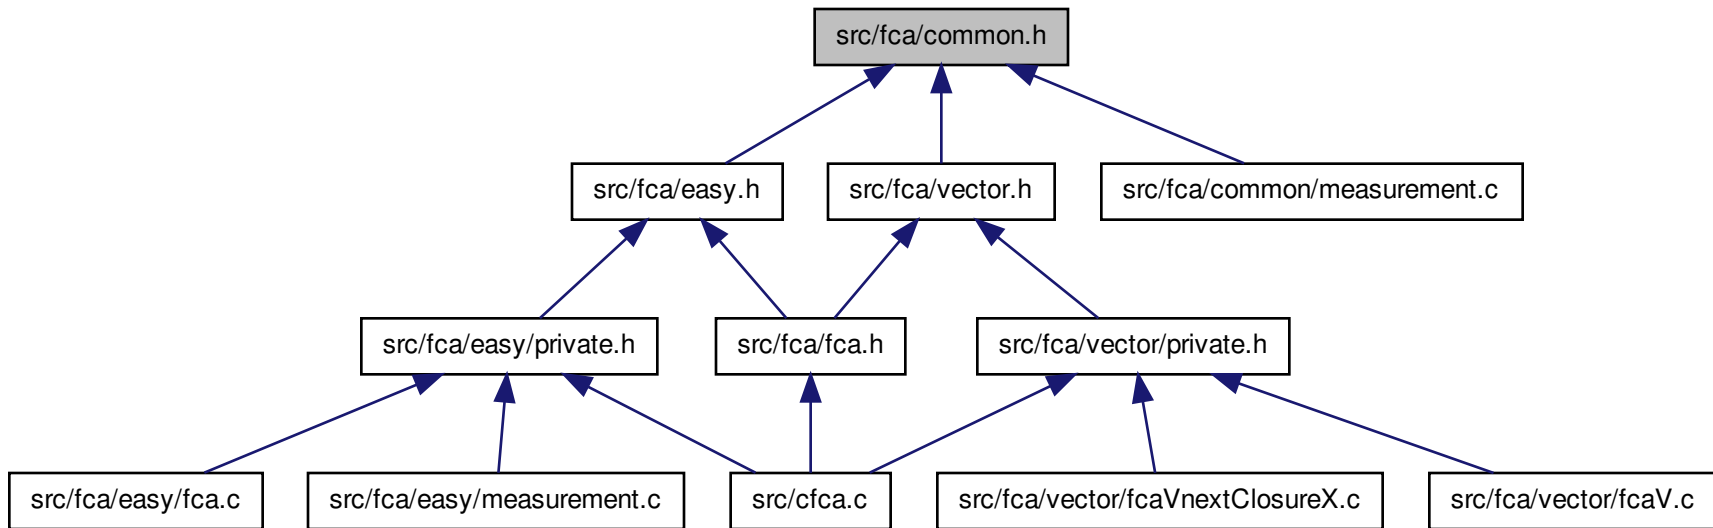 src/fca/common.h
src/fca/easy.h
src/fca/vector.h
src/fca/common/measurement.c
src/fca/easy/private.h
src/fca/fca.h
src/fca/vector/private.h
src/fca/easy/fca.c
src/fca/easy/measurement.c
src/cfca.c
src/fca/vector/fcaVnextClosureX.c
src/fca/vector/fcaV.c